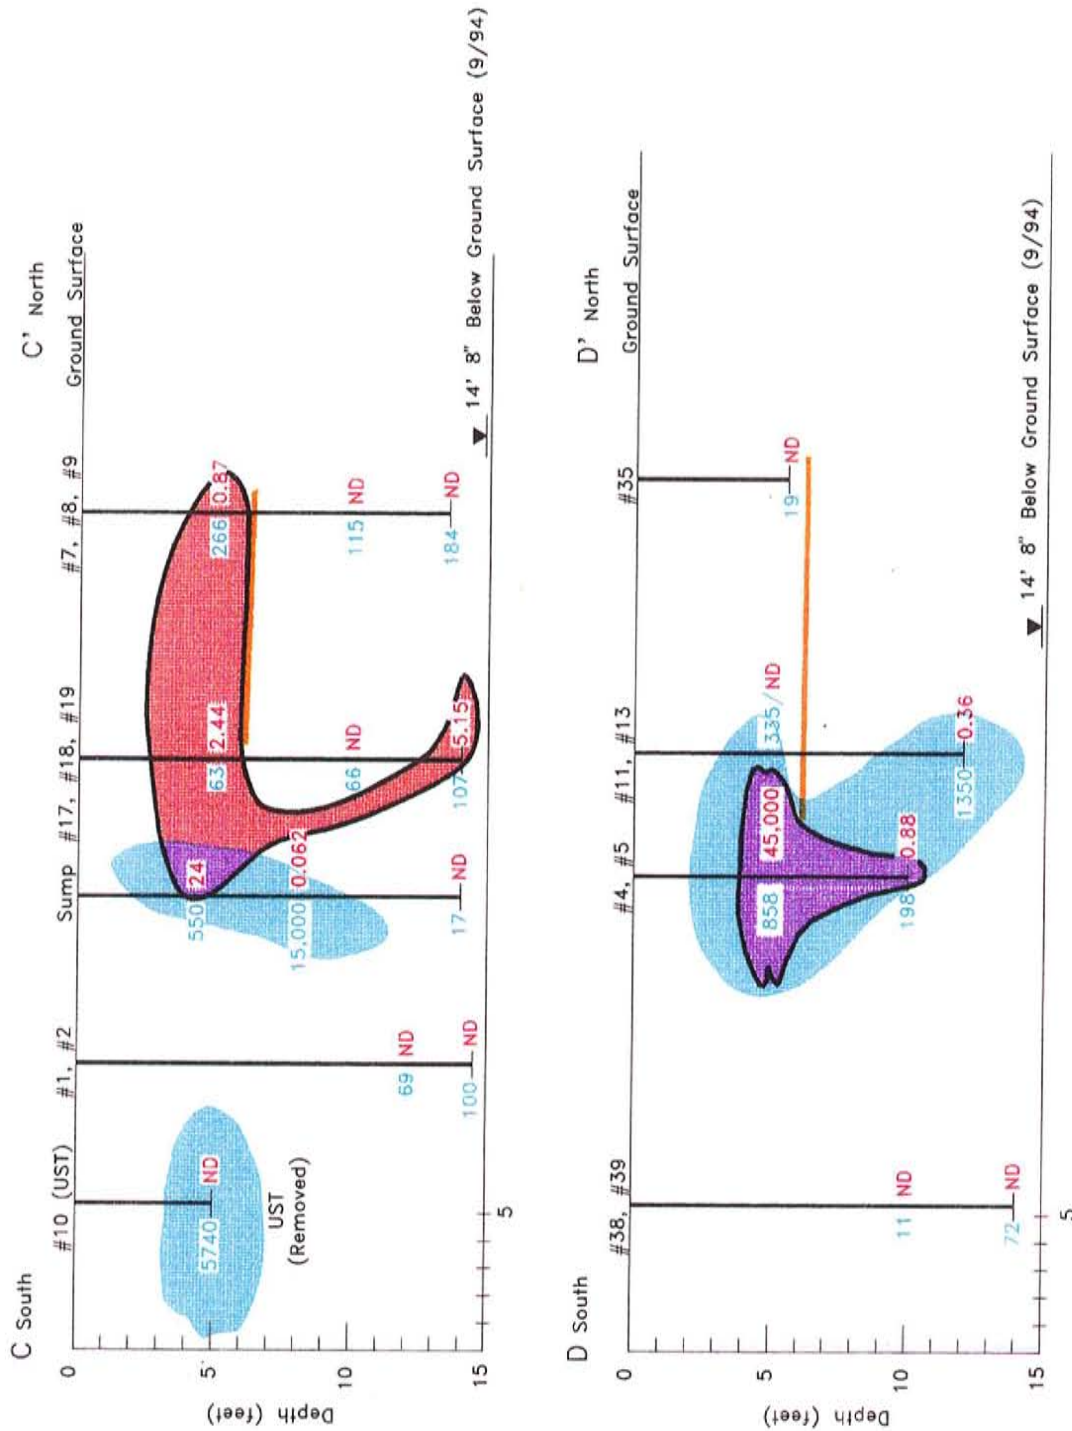 C South
C' North
#10 (UST)
#1, #2
Sump
#17, #18, #19
#7, #8, #9
Ground Surface
0
5
10
15
Depth (feet)
5740 ND
UST
(Removed)
69 ND
100 ND
550 24
15,000 0.062
17 ND
63 2.44
66 ND
107 5.15
266 0.87
115 ND
184 ND
14' 8" Below Ground Surface (9/94)
5
D South
D' North
#38, #39
#4, #5
#11, #13
#35
Ground Surface
0
5
10
15
Depth (feet)
11 ND
72 ND
858 45,000
198 0.88
335/ND
1350 0.36
19 ND
14' 8" Below Ground Surface (9/94)
5